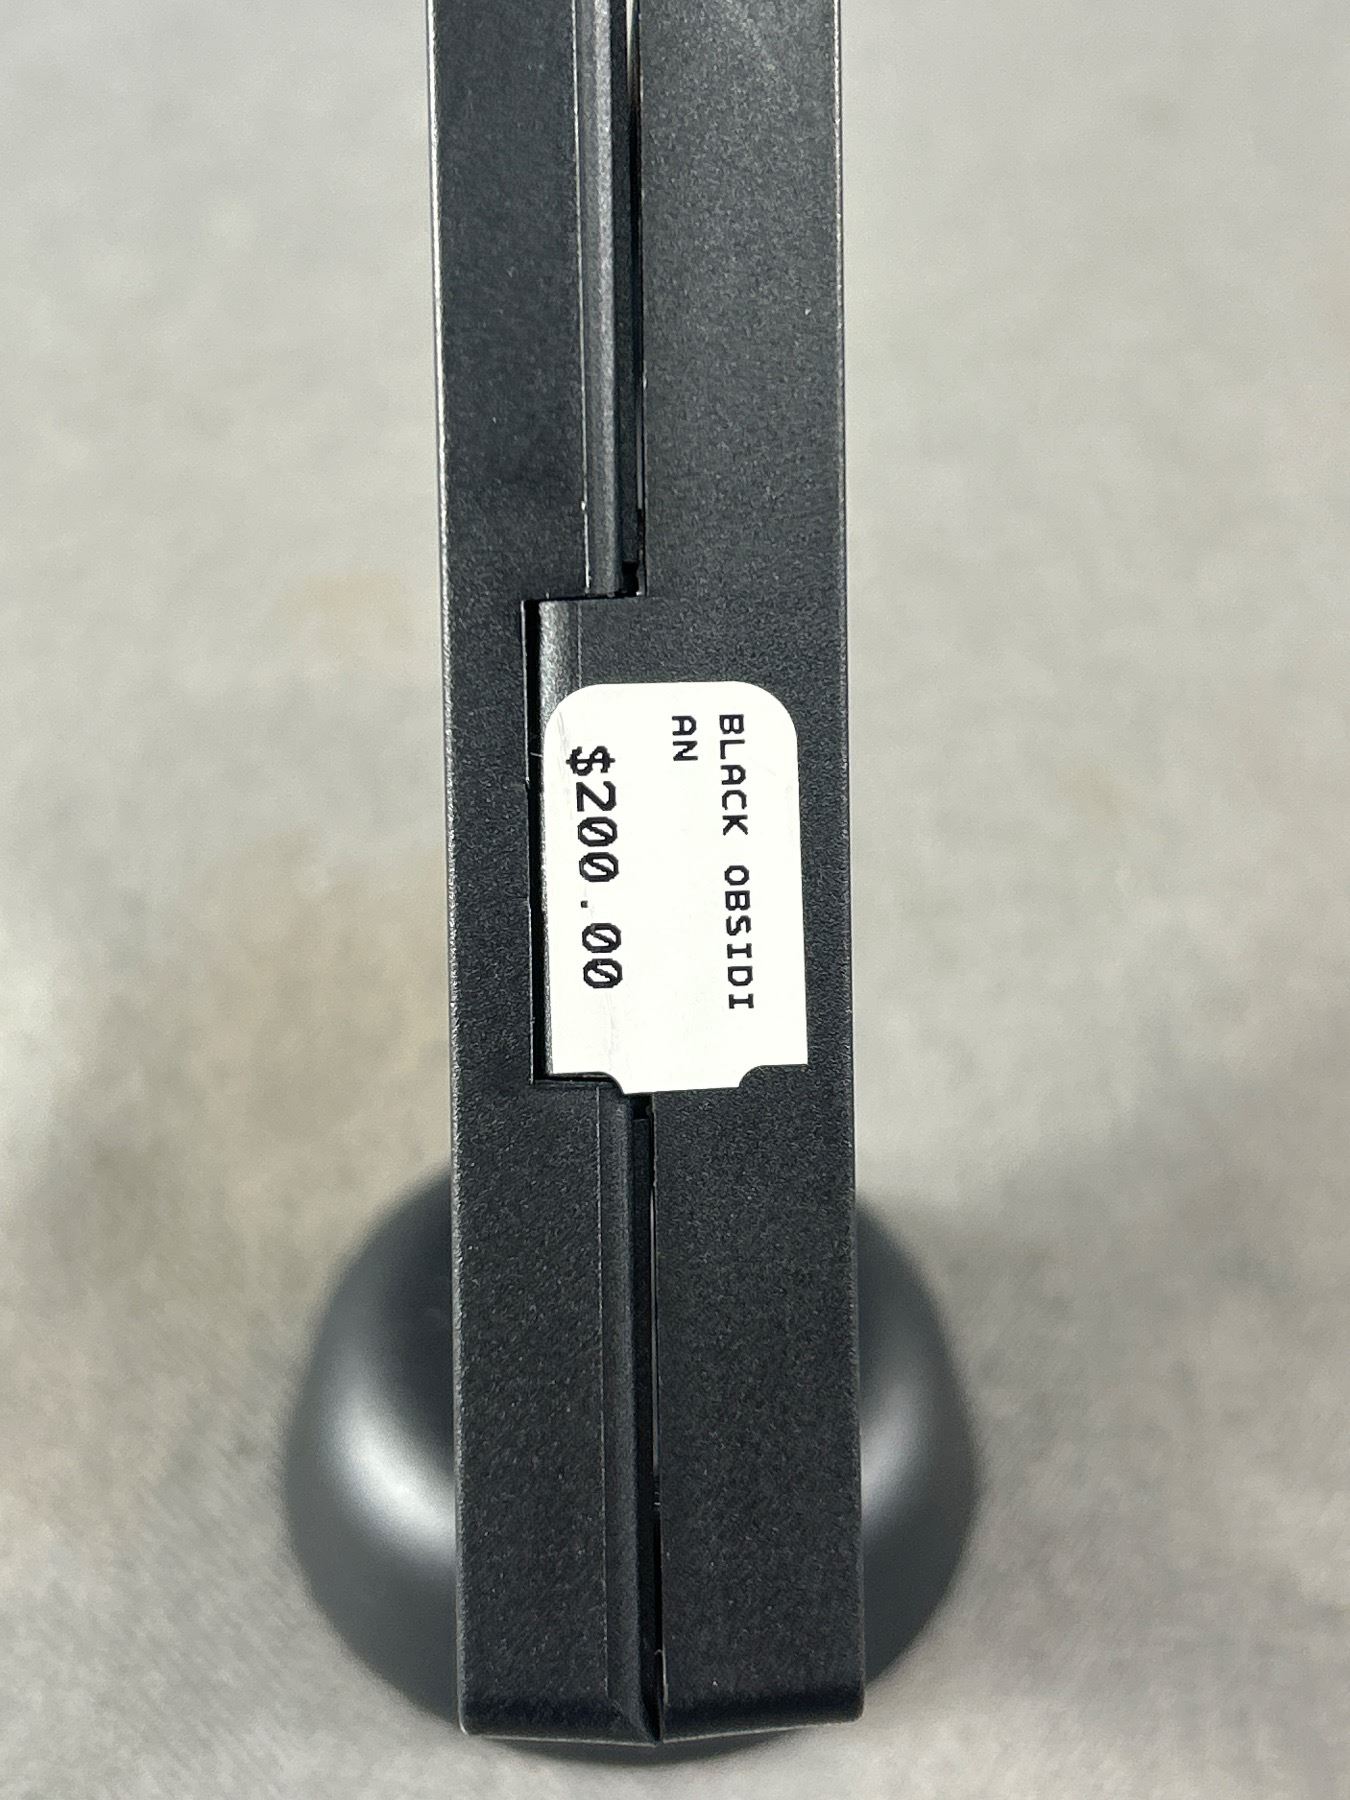 BLACK OBSIDI
AN
$200.00